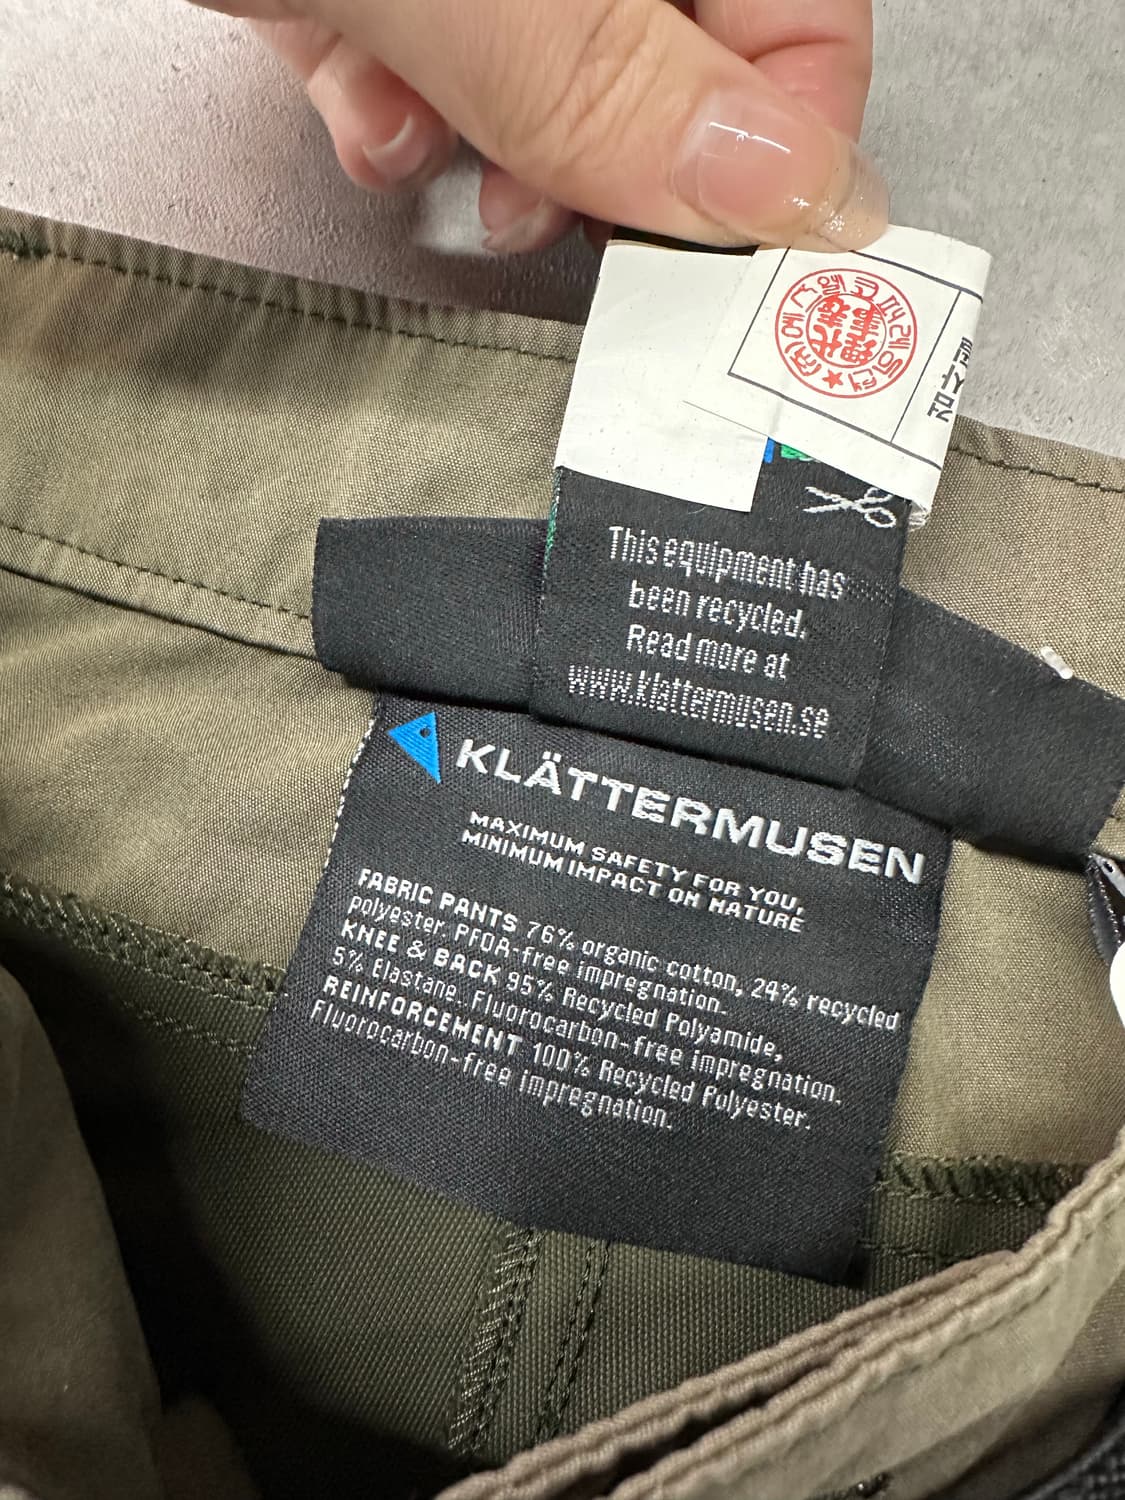 This equipment has
been recycled.
Read more at
www.klattermusen.se
KLÄTTERMUSEN
MAXIMUM SAFETY FOR YOU,
MINIMUM IMPACT ON NATURE
FABRIC PANTS 76% organic cotton, 24% recycled
polyester, PFOA-free impregnation.
KNEE & BACK 95% Recycled Polyamide,
5% Elastane. Fluorocarbon-free impregnation.
REINFORCEMENT 100% Recycled Polyester.
Fluorocarbon-free impregnation.